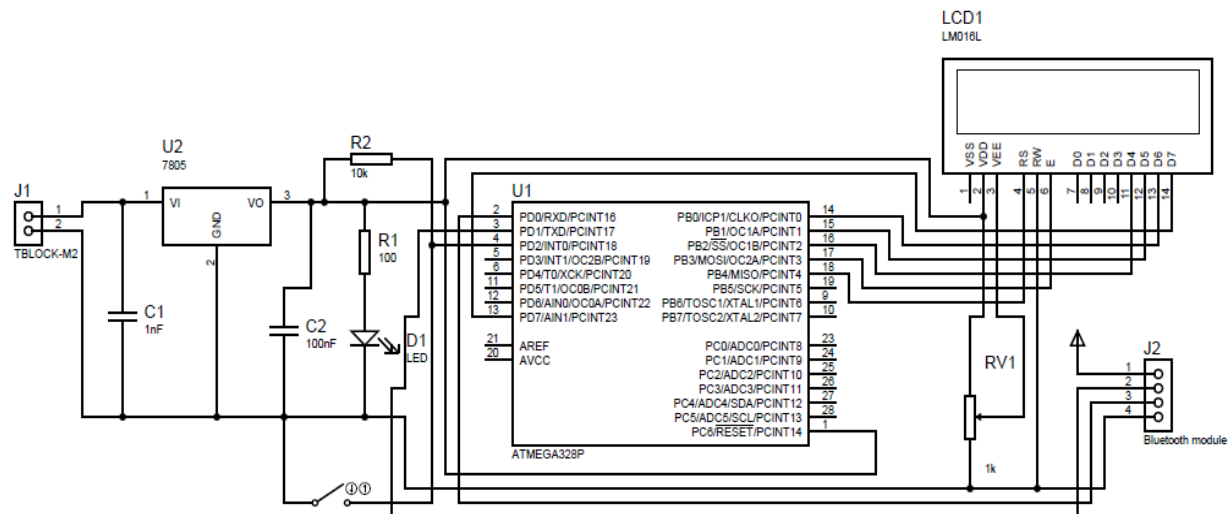 LCD1
LM016L
VSS
VDD
VEE
RS
RW
E
D0
D1
D2
D3
D4
D5
D6
D7
1
2
3
4
5
6
7
8
9
10
11
12
13
14
U2
7805
1
VI
VO
3
GND
2
R2
10k
J1
1
2
TBLOCK-M2
R1
100
C1
1nF
C2
100nF
D1
LED
U1
2 PD0/RXD/PCINT16
3 PD1/TXD/PCINT17
4 PD2/INT0/PCINT18
5 PD3/INT1/OC2B/PCINT19
6 PD4/T0/XCK/PCINT20
11 PD5/T1/OC0B/PCINT21
12 PD6/AIN0/OC0A/PCINT22
13 PD7/AIN1/PCINT23
21 AREF
20 AVCC
PB0/ICP1/CLKO/PCINT0 14
PB1/OC1A/PCINT1 15
PB2/SS/OC1B/PCINT2 16
PB3/MOSI/OC2A/PCINT3 17
PB4/MISO/PCINT4 18
PB5/SCK/PCINT5 19
PB6/TOSC1/XTAL1/PCINT6 9
PB7/TOSC2/XTAL2/PCINT7 10
PC0/ADC0/PCINT8 23
PC1/ADC1/PCINT9 24
PC2/ADC2/PCINT10 25
PC3/ADC3/PCINT11 26
PC4/ADC4/SDA/PCINT12 27
PC5/ADC5/SCL/PCINT13 28
PC6/RESET/PCINT14 1
ATMEGA328P
RV1
1k
J2
1
2
3
4
Bluetooth module